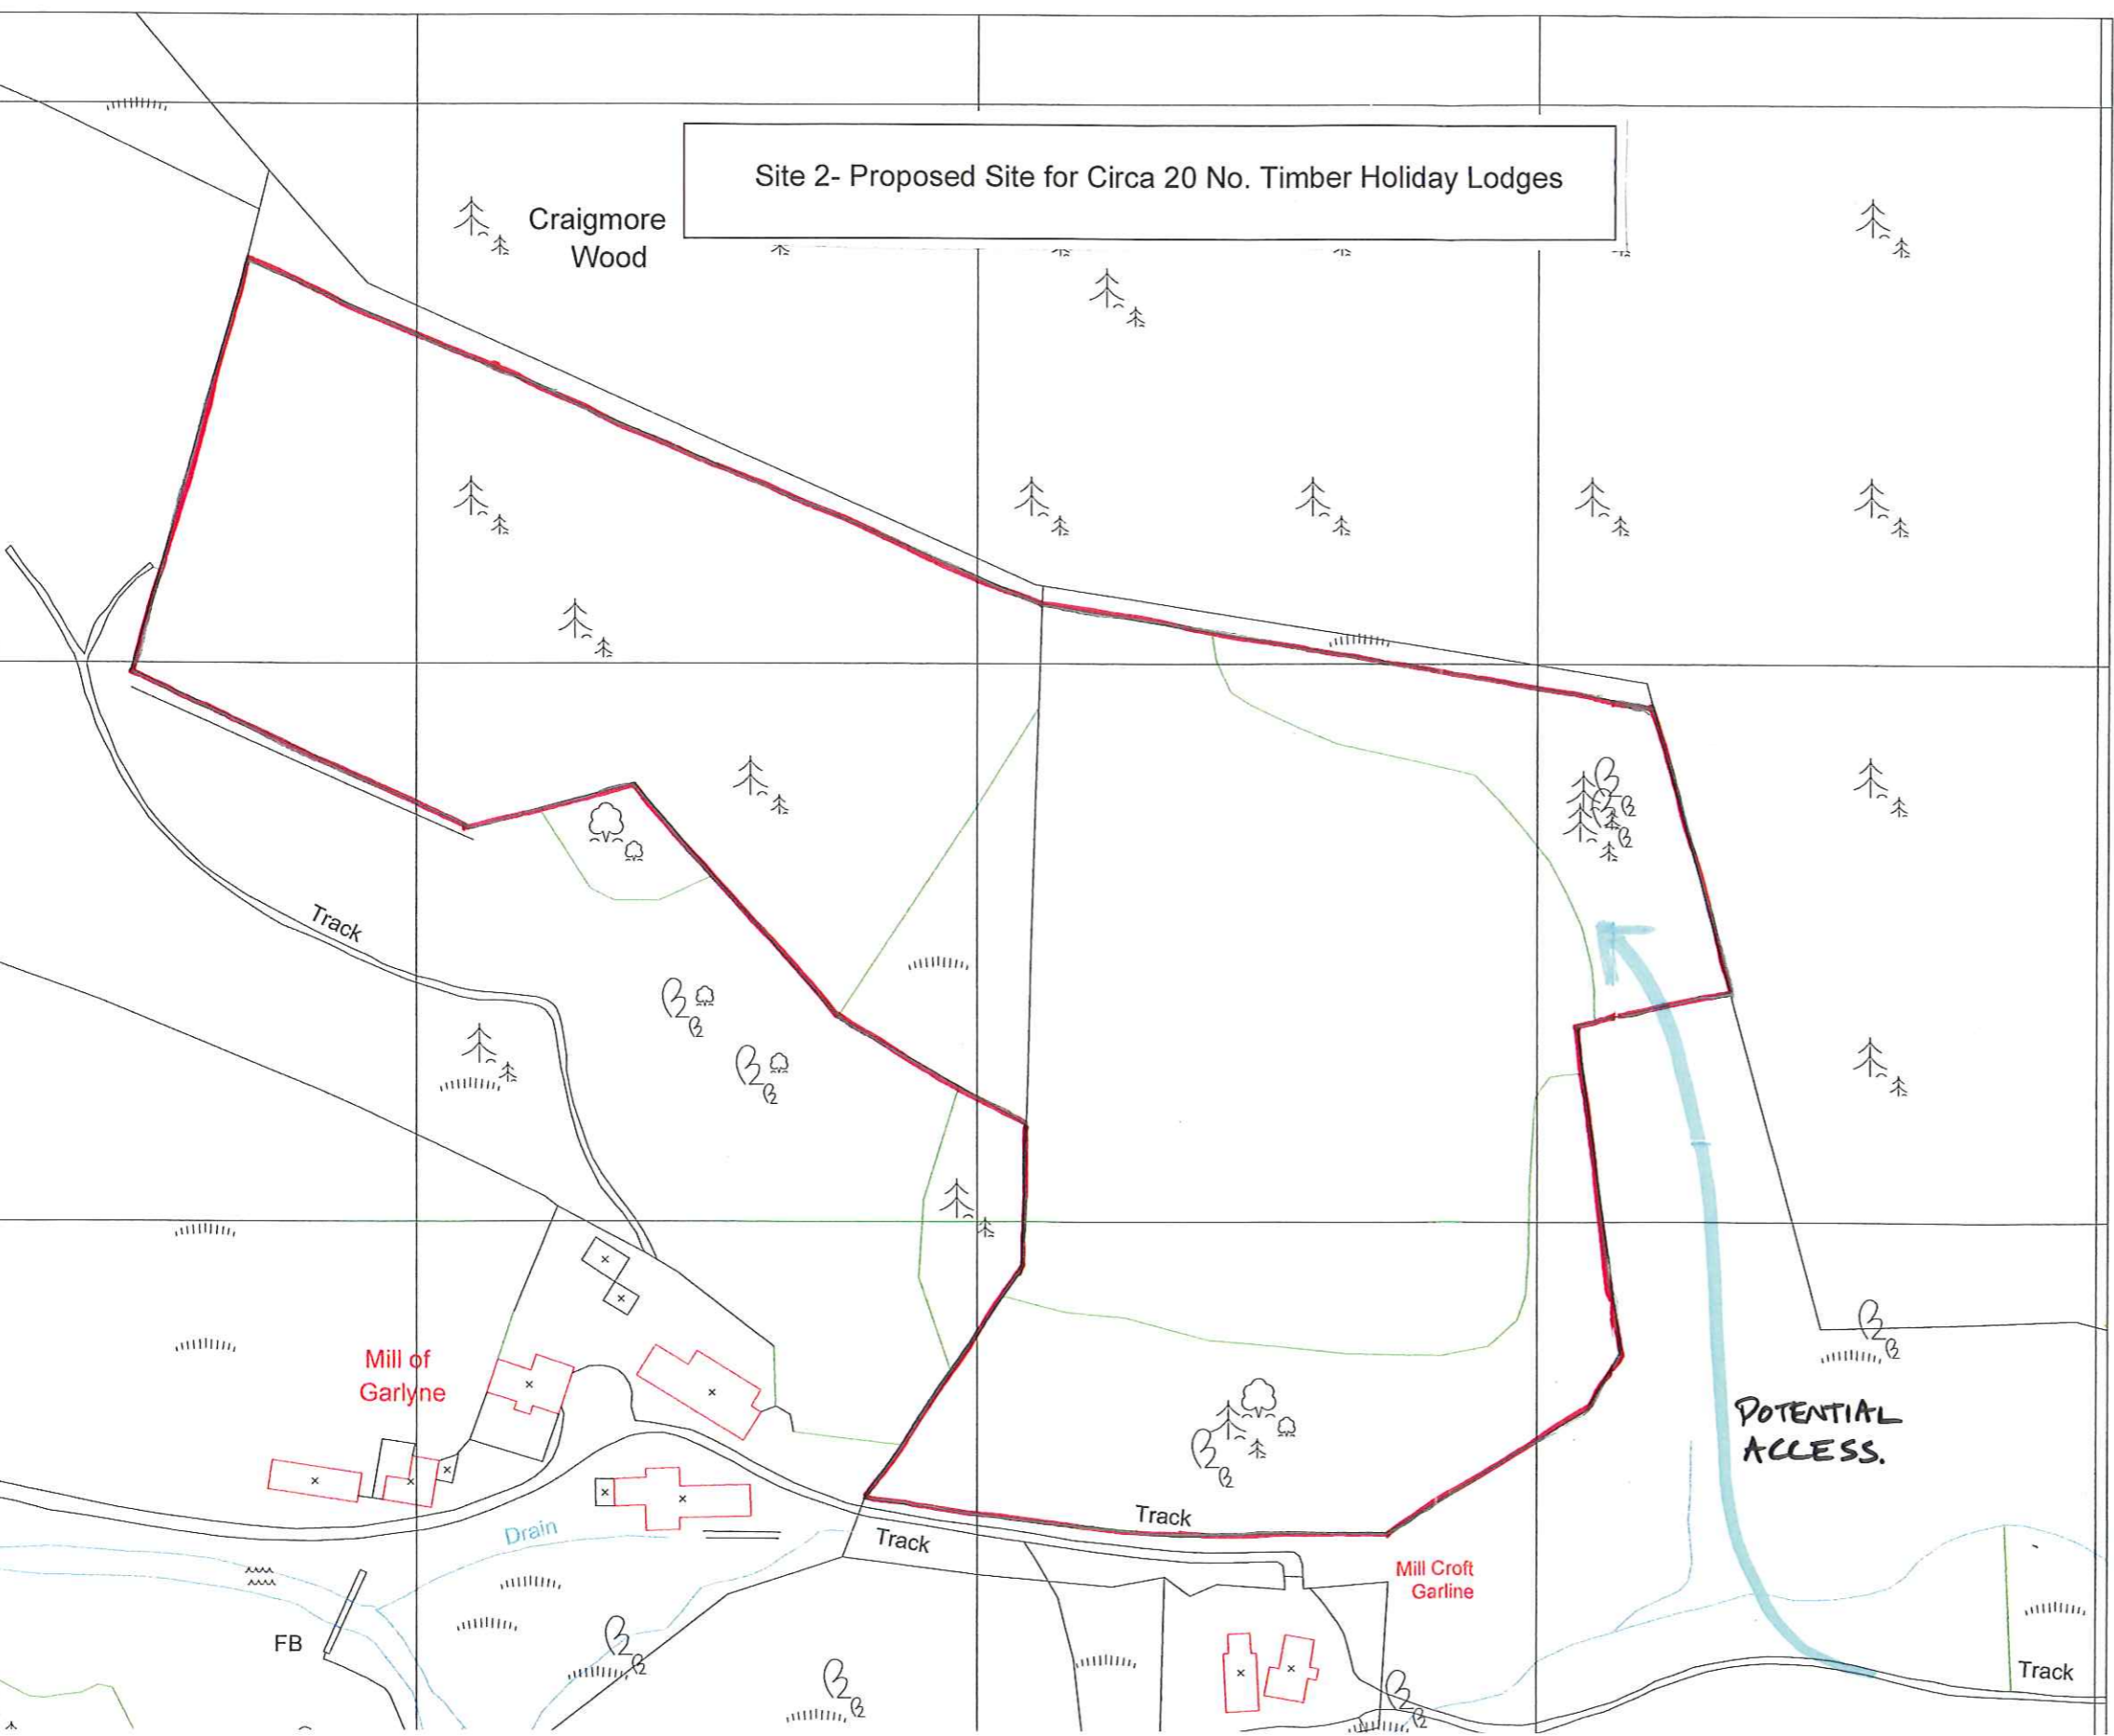 Site 2- Proposed Site for Circa 20 No. Timber Holiday Lodges
Craigmore
Wood
Track
Mill of
Garlyne
POTENTIAL
ACCESS.
Track
Drain
Track
Mill Croft
Garline
FB
Track